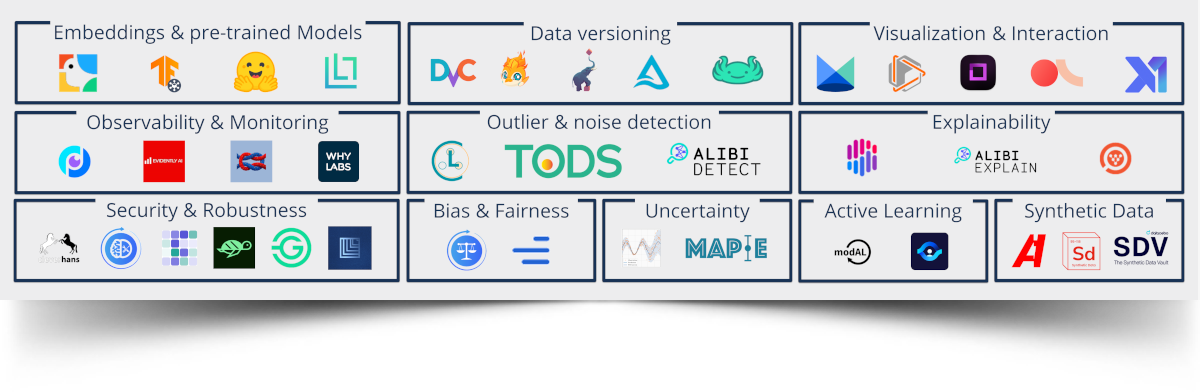 Embeddings & pre-trained Models
Data versioning
Visualization & Interaction
DVC
Observability & Monitoring
EVIDENTLY AI
WHY
LABS
Outlier & noise detection
TODS
ALIBI
DETECT
Explainability
ALIBI
EXPLAIN
Security & Robustness
hans
Bias & Fairness
Uncertainty
MAPIE
Active Learning
modAL
Synthetic Data
Sd
datacebo
SDV
The Synthetic Data Vault